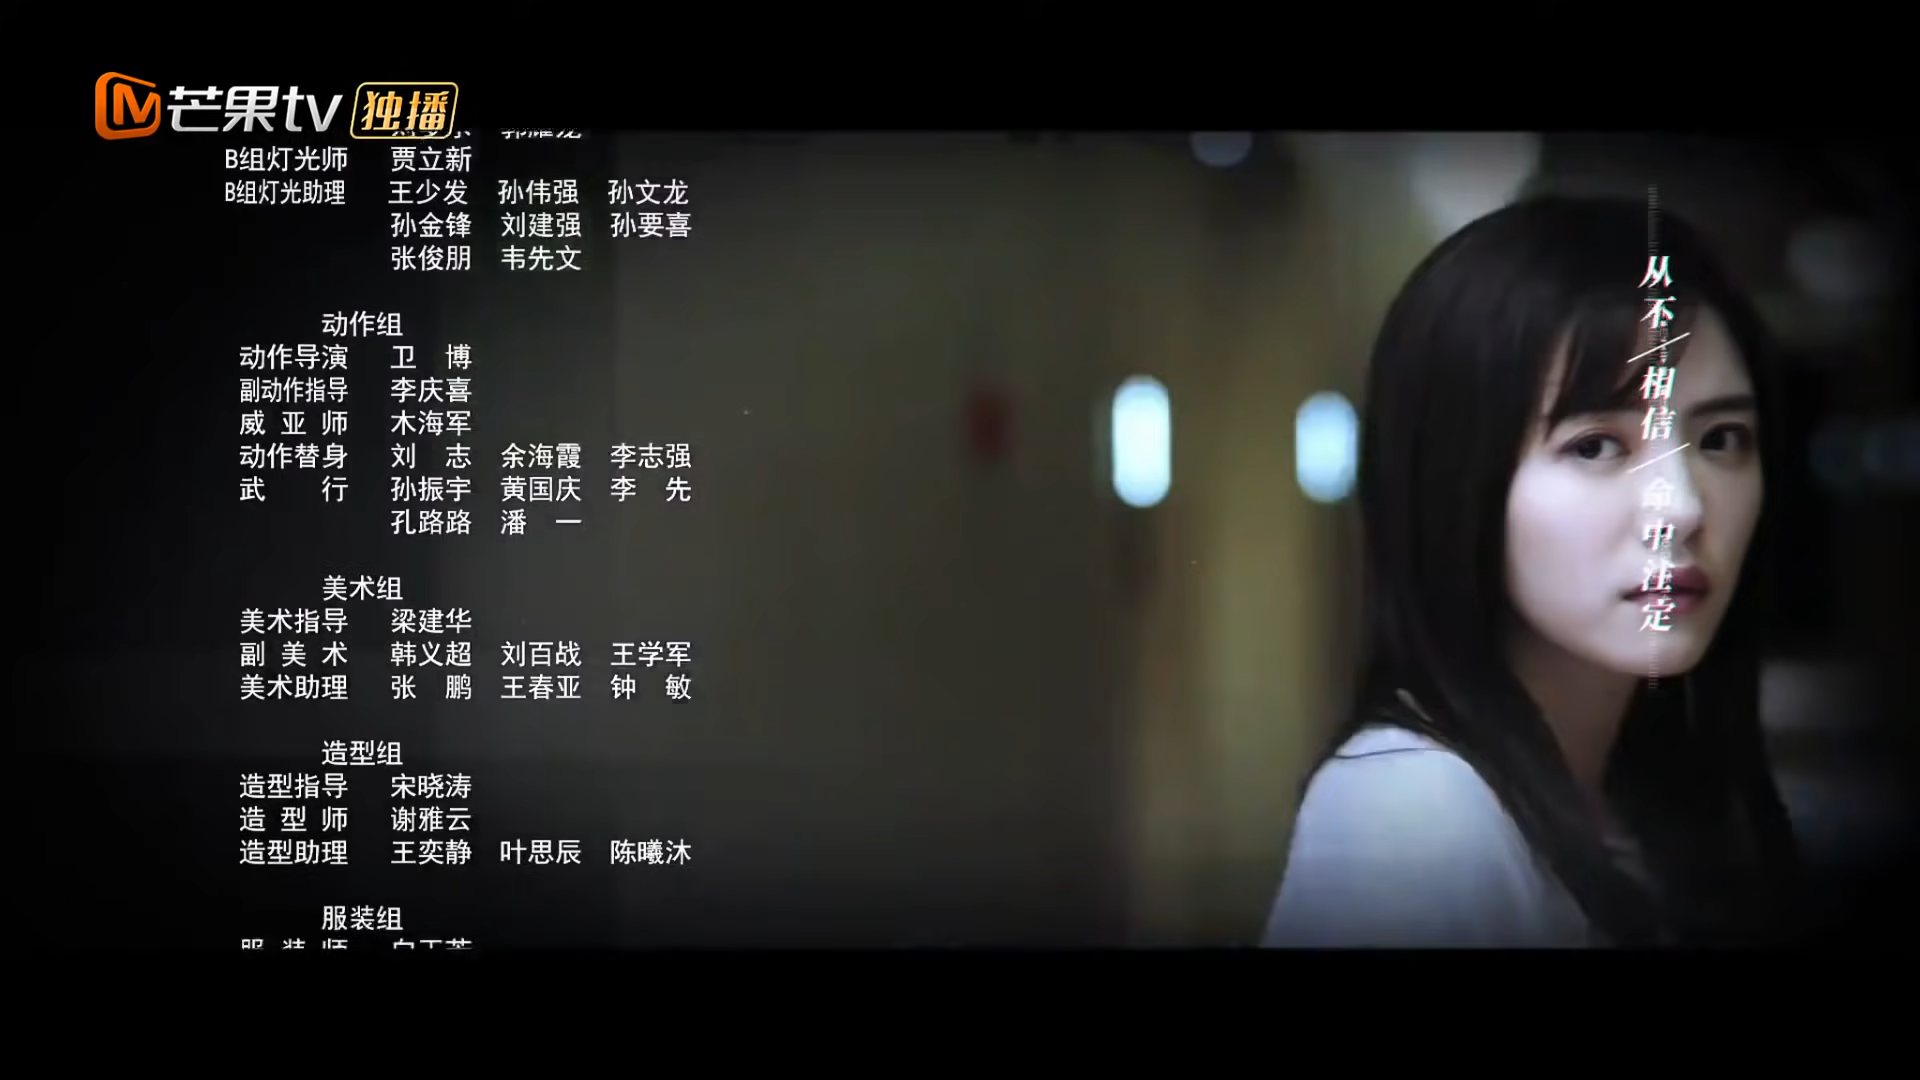 芒果tv 独播
B组灯光师 贾立新
B组灯光助理 王少发 孙伟强 孙文龙
孙金锋 刘建强 孙要喜
张俊朋 韦先文
动作组
动作导演 卫 博
副动作指导 李庆喜
威亚师 木海军
动作替身 刘 志 余海霞 李志强
武 行 孙振宇 黄国庆 李 先
孔路路 潘 一
美术组
美术指导 梁建华
副美术 韩义超 刘百战 王学军
美术助理 张 鹏 王春亚 钟 敏
造型组
造型指导 宋晓涛
造型师 谢雅云
造型助理 王奕静 叶思辰 陈曦沐
服装组
从不/相信/命中注定